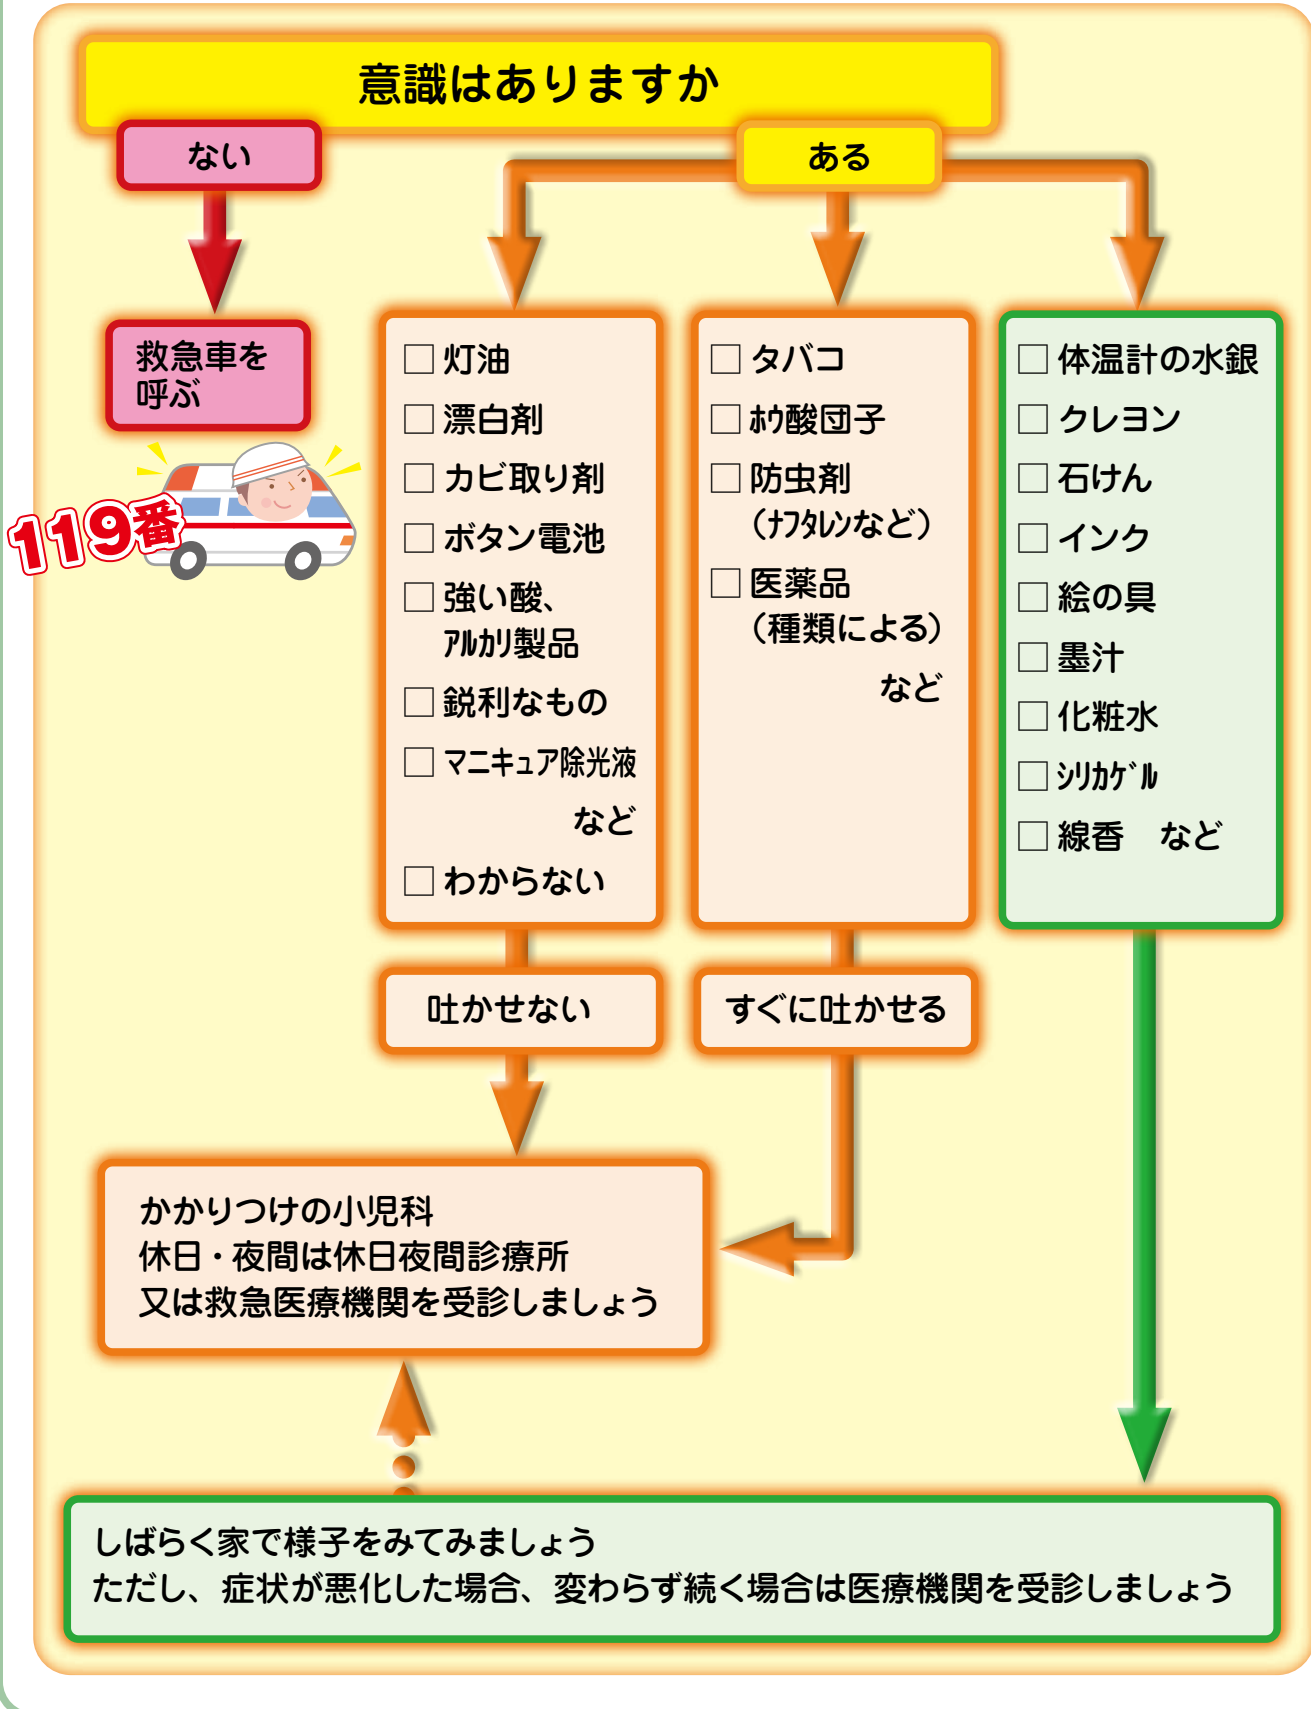 意識はありますか
ない
ある
救急車を
呼ぶ
119番
□ 灯油
□ 漂白剤
□ カビ取り剤
□ ボタン電池
□ 強い酸、
ｱﾙｶﾘ製品
□ 鋭利なもの
□ マニキュア除光液
など
□ わからない
□ タバコ
□ ﾎｳ酸団子
□ 防虫剤
（ﾅﾌﾀﾚﾝなど）
□ 医薬品
（種類による）
など
□ 体温計の水銀
□ クレヨン
□ 石けん
□ インク
□ 絵の具
□ 墨汁
□ 化粧水
□ ｼﾘｶｹﾞﾙ
□ 線香　など
吐かせない
すぐに吐かせる
かかりつけの小児科
休日・夜間は休日夜間診療所
又は救急医療機関を受診しましょう
しばらく家で様子をみてみましょう
ただし、症状が悪化した場合、変わらず続く場合は医療機関を受診しましょう